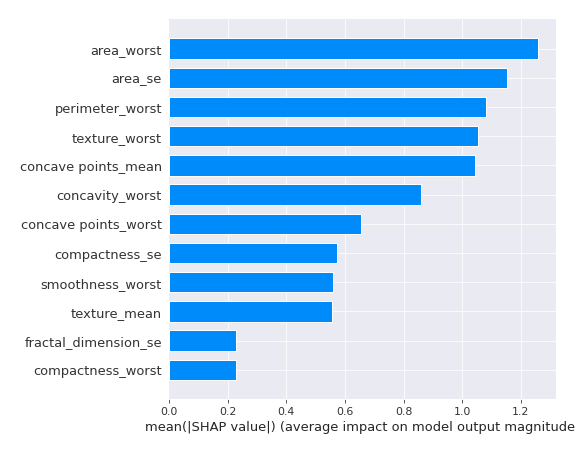 area_worst
area_se
perimeter_worst
texture_worst
concave points_mean
concavity_worst
concave points_worst
compactness_se
smoothness_worst
texture_mean
fractal_dimension_se
compactness_worst
0.0 0.2 0.4 0.6 0.8 1.0 1.2
mean(|SHAP value|) (average impact on model output magnitude